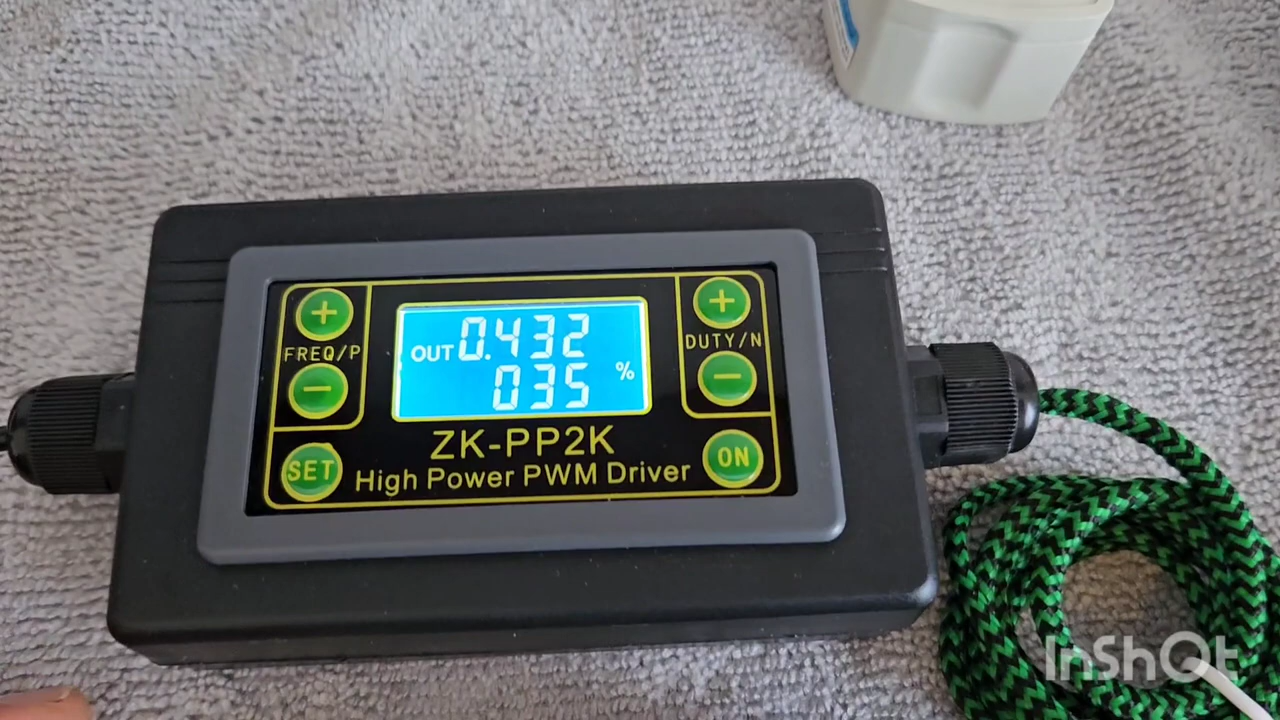 +
FREQ/P
−
SET
OUT 0.432
035 %
ZK-PP2K
High Power PWM Driver
+
DUTY/N
−
ON
InShOt